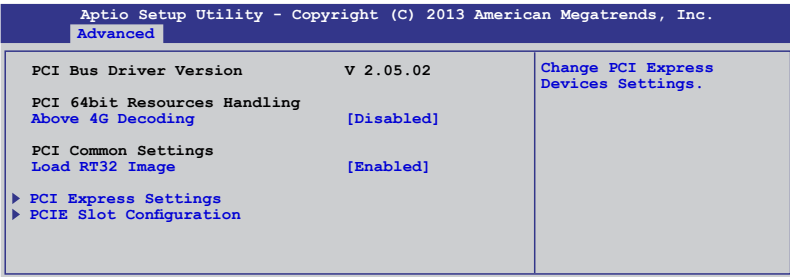 Aptio Setup Utility - Copyright (C) 2013 American Megatrends, Inc.
Advanced
PCI Bus Driver Version V 2.05.02
PCI 64bit Resources Handling
Above 4G Decoding [Disabled]
PCI Common Settings
Load RT32 Image [Enabled]
PCI Express Settings
PCIE Slot Configuration
Change PCI Express
Devices Settings.